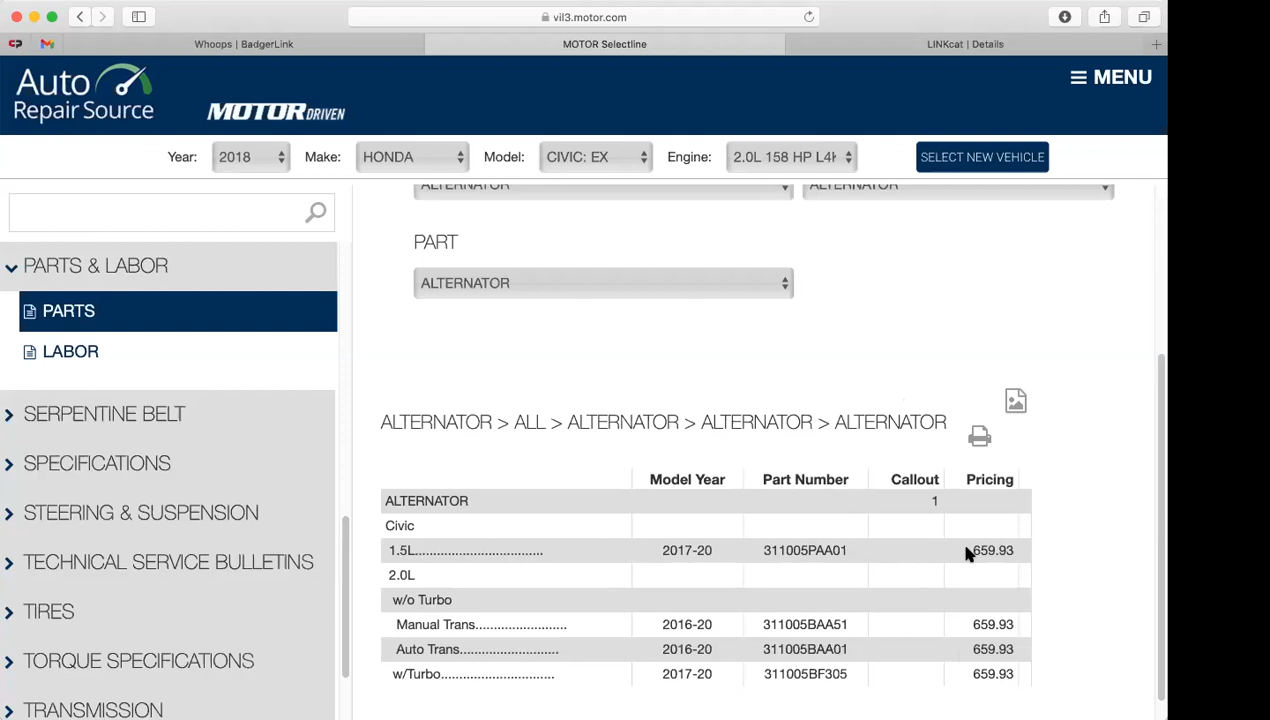 vil3.motor.com
Whoops | BadgerLink
MOTOR Selectline
LINKcat | Details
Auto
Repair Source
MOTOR DRIVEN
MENU
Year: 2018 Make: HONDA Model: CIVIC: EX Engine: 2.0L 158 HP L4 SELECT NEW VEHICLE
ALTERNATOR ALTERNATOR
PARTS & LABOR
PARTS
LABOR
SERPENTINE BELT
SPECIFICATIONS
STEERING & SUSPENSION
TECHNICAL SERVICE BULLETINS
TIRES
TORQUE SPECIFICATIONS
TRANSMISSION
PART
ALTERNATOR
ALTERNATOR > ALL > ALTERNATOR > ALTERNATOR > ALTERNATOR
Model Year Part Number Callout Pricing
ALTERNATOR 1
Civic
1.5L.................................. 2017-20 311005PAA01 659.93
2.0L
w/o Turbo
Manual Trans........................ 2016-20 311005BAA51 659.93
Auto Trans.......................... 2016-20 311005BAA01 659.93
w/Turbo.............................. 2017-20 311005BF305 659.93